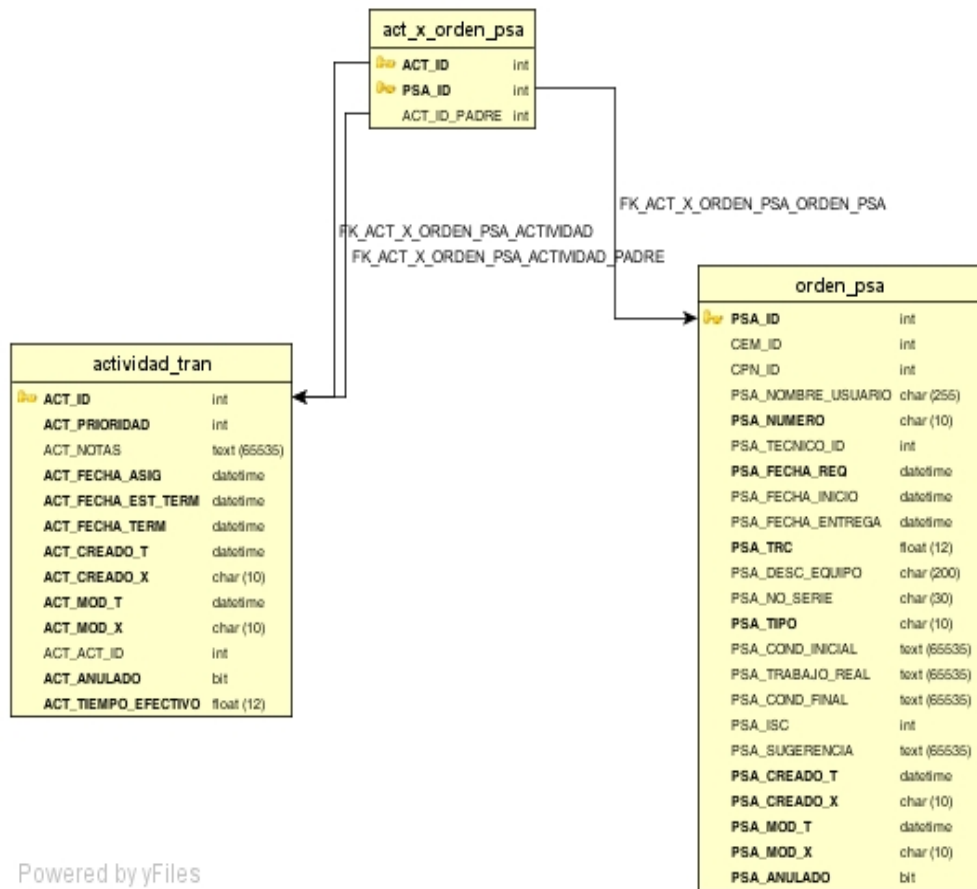 act_x_orden_psa
ACT_ID int
PSA_ID int
ACT_ID_PADRE int
FK_ACT_X_ORDEN_PSA_ORDEN_PSA
FK_ACT_X_ORDEN_PSA_ACTIVIDAD
FK_ACT_X_ORDEN_PSA_ACTIVIDAD_PADRE
actividad_tran
ACT_ID int
ACT_PRIORIDAD int
ACT_NOTAS text (65535)
ACT_FECHA_ASIG datetime
ACT_FECHA_EST_TERM datetime
ACT_FECHA_TERM datetime
ACT_CREADO_T datetime
ACT_CREADO_X char (10)
ACT_MOD_T datetime
ACT_MOD_X char (10)
ACT_ACT_ID int
ACT_ANULADO bit
ACT_TIEMPO_EFECTIVO float (12)
orden_psa
PSA_ID int
CEM_ID int
CPN_ID int
PSA_NOMBRE_USUARIO char (255)
PSA_NUMERO char (10)
PSA_TECNICO_ID int
PSA_FECHA_REQ datetime
PSA_FECHA_INICIO datetime
PSA_FECHA_ENTREGA datetime
PSA_TRC float (12)
PSA_DESC_EQUIPO char (200)
PSA_NO_SERIE char (30)
PSA_TIPO char (10)
PSA_COND_INICIAL text (65535)
PSA_TRABAJO_REAL text (65535)
PSA_COND_FINAL text (65535)
PSA_ISC int
PSA_SUGERENCIA text (65535)
PSA_CREADO_T datetime
PSA_CREADO_X char (10)
PSA_MOD_T datetime
PSA_MOD_X char (10)
PSA_ANULADO bit
Powered by yFiles